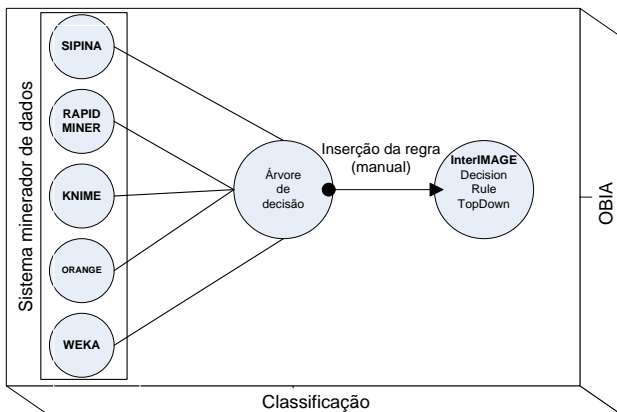 Sistema minerador de dados
SIPINA
RAPID
MINER
KNIME
ORANGE
WEKA
Árvore
de
decisão
Inserção da regra
(manual)
InterIMAGE
Decision
Rule
TopDown
OBIA
Classificação